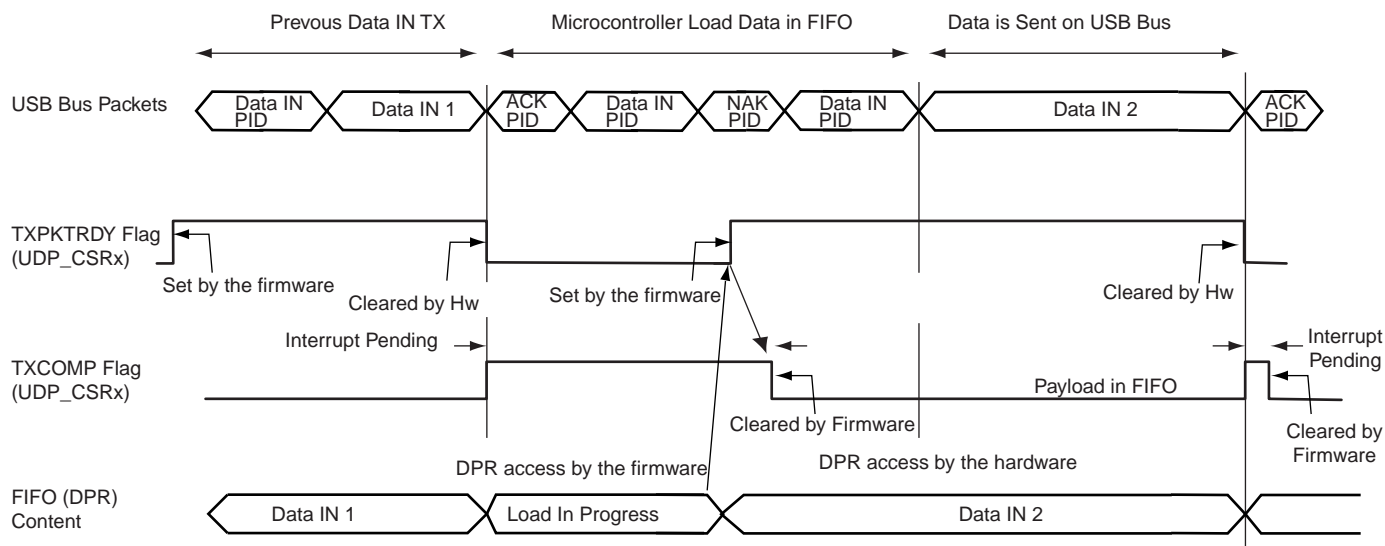 Prevous Data IN TX
Microcontroller Load Data in FIFO
Data is Sent on USB Bus
USB Bus Packets
Data IN
PID
Data IN 1
ACK
PID
Data IN
PID
NAK
PID
Data IN
PID
Data IN 2
ACK
PID
TXPKTRDY Flag
(UDP_CSRx)
Set by the firmware
Cleared by Hw
Set by the firmware
Cleared by Hw
Interrupt Pending
Interrupt
Pending
TXCOMP Flag
(UDP_CSRx)
Payload in FIFO
Cleared by Firmware
Cleared by
Firmware
DPR access by the firmware
DPR access by the hardware
FIFO (DPR)
Content
Data IN 1
Load In Progress
Data IN 2